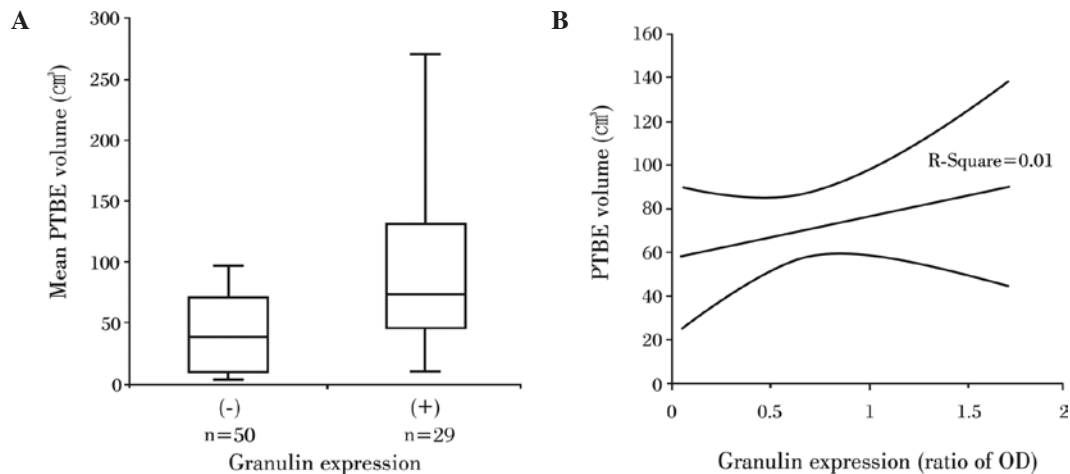 A
Mean PTBE volume (㎤)
300
250
200
150
100
50
0
(-)
(+)
n=50
n=29
Granulin expression
B
PTBE volume (㎤)
160
140
120
100
80
60
40
20
0
R-Square=0.01
0
0.5
1
1.5
2
Granulin expression (ratio of OD)